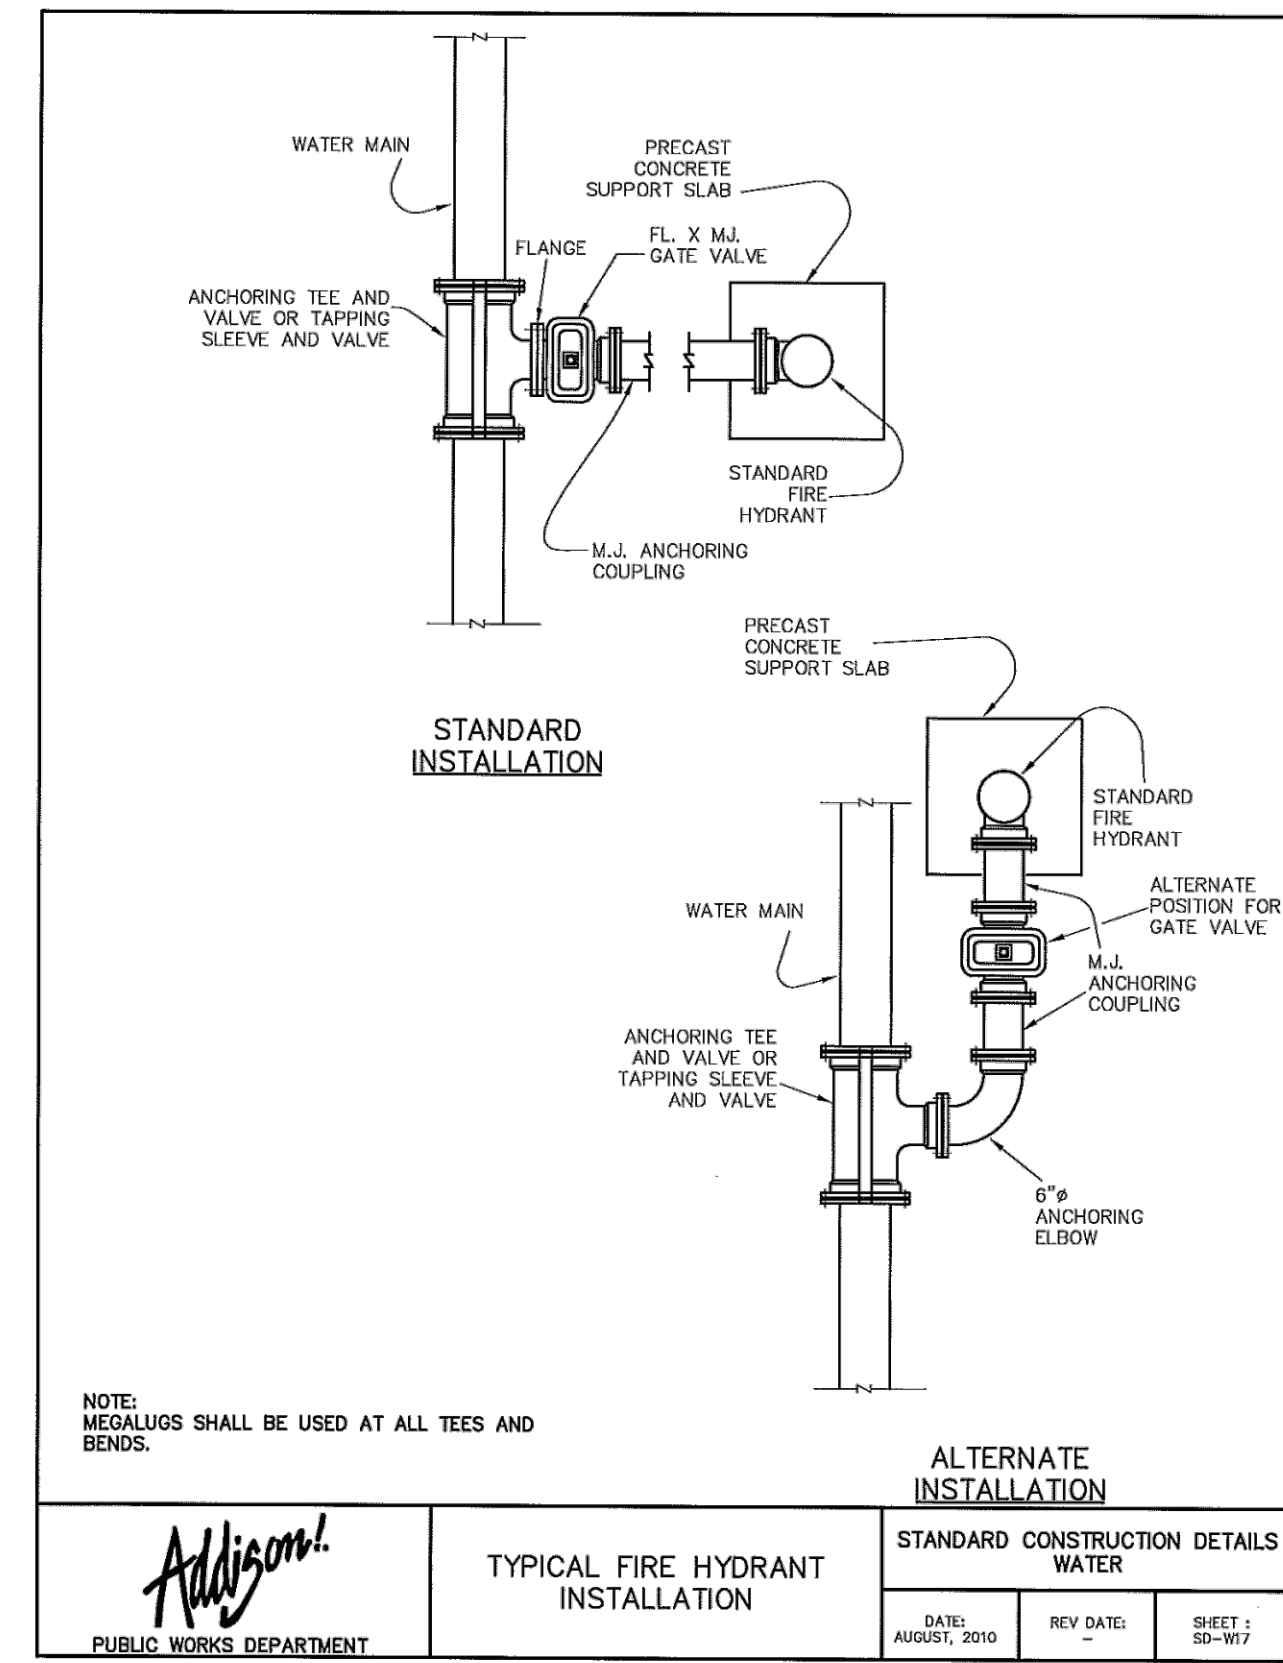 WATER MAIN
PRECAST
CONCRETE
SUPPORT SLAB
FLANGE
FL. X MJ.
GATE VALVE
ANCHORING TEE AND
VALVE OR TAPPING
SLEEVE AND VALVE
STANDARD
FIRE
HYDRANT
M.J. ANCHORING
COUPLING
STANDARD
INSTALLATION
PRECAST
CONCRETE
SUPPORT SLAB
STANDARD
FIRE
HYDRANT
ALTERNATE
POSITION FOR
GATE VALVE
WATER MAIN
M.J.
ANCHORING
COUPLING
ANCHORING TEE
AND VALVE OR
TAPPING SLEEVE
AND VALVE
6"ø
ANCHORING
ELBOW
NOTE:
MEGALUGS SHALL BE USED AT ALL TEES AND
BENDS.
ALTERNATE
INSTALLATION
Addison!
PUBLIC WORKS DEPARTMENT
TYPICAL FIRE HYDRANT
INSTALLATION
STANDARD CONSTRUCTION DETAILS
WATER
DATE:
AUGUST, 2010
REV DATE:
-
SHEET :
SD-W17